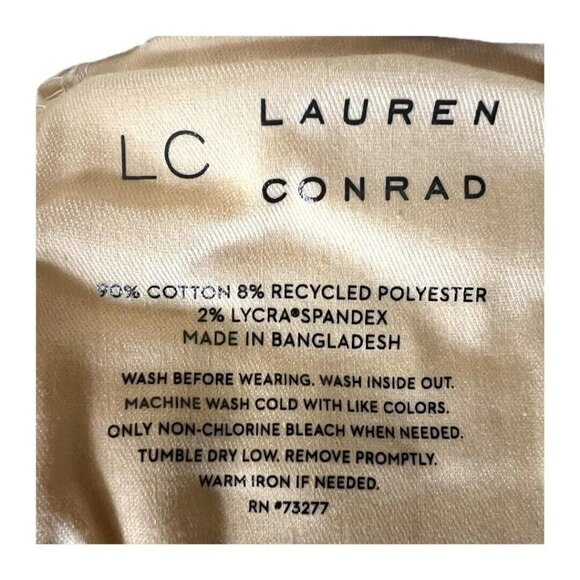 LC LAUREN
CONRAD
90% COTTON 8% RECYCLED POLYESTER
2% LYCRA®SPANDEX
MADE IN BANGLADESH
WASH BEFORE WEARING. WASH INSIDE OUT.
MACHINE WASH COLD WITH LIKE COLORS.
ONLY NON-CHLORINE BLEACH WHEN NEEDED.
TUMBLE DRY LOW. REMOVE PROMPTLY.
WARM IRON IF NEEDED.
RN #73277